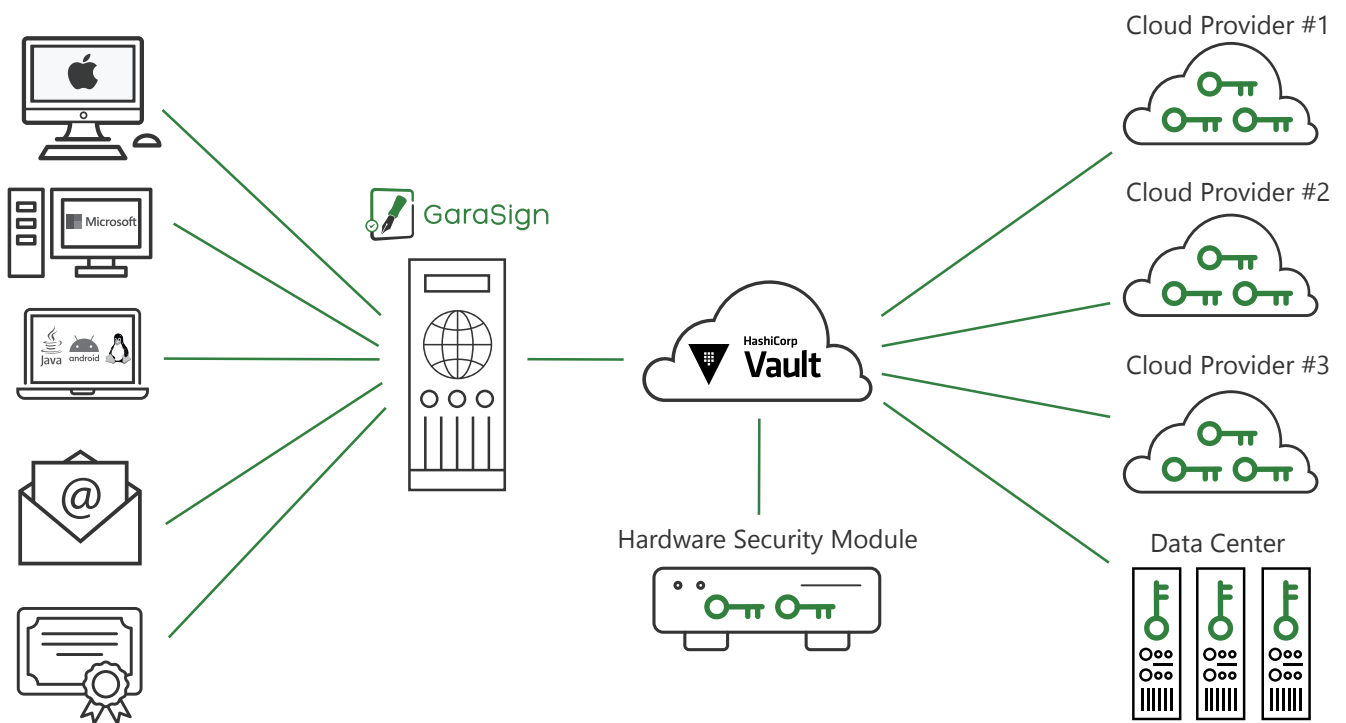 Cloud Provider #1
Microsoft
GaraSign
Cloud Provider #2
Java android
HashiCorp
Vault
Cloud Provider #3
@
Hardware Security Module
Data Center